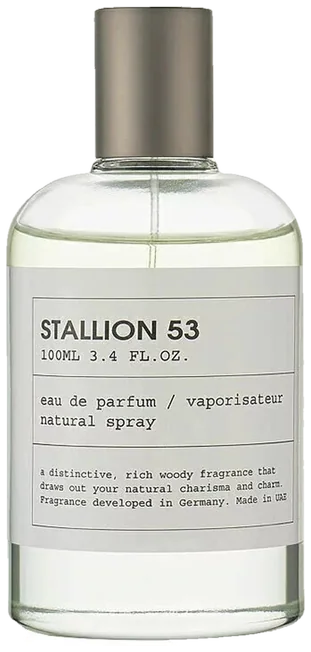 STALLION 53
100ML 3.4 FL.OZ.
eau de parfum / vaporisateur
natural spray
a distinctive, rich woody fragrance that
draws out your natural charisma and charm.
Fragrance developed in Germany. Made in UAE